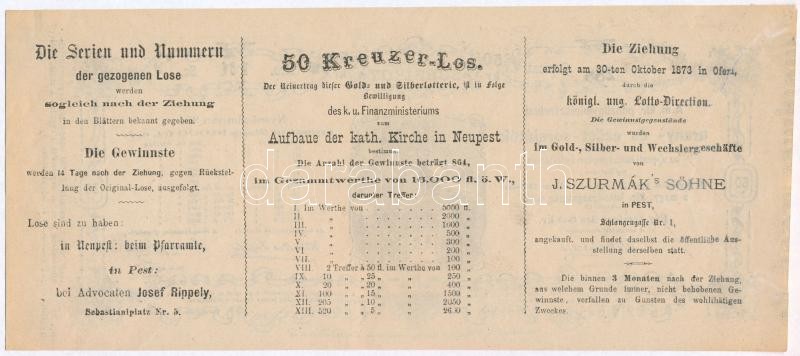 Die Serien und Nummern
der gezogenen Lose
werden
sogleich nach der Ziehung
in den Blättern bekannt gegeben.
Die Gewinnste
werden 14 Tage nach der Ziehung, gegen Rückstel-
lung der Original-Lose, ausgefolgt.
Lose sind zu haben:
in Neupest: beim Pfarramte,
in Pest:
bei Advocaten Josef Rippely,
Sebastianiplatz Nr. 5.
50 Kreuzer-Los.
Der Reinertrag dieser Gold- und Silberlotterie, ist in Folge
Bewilligung
des k. u. Finanzministeriums
zum
Aufbaue der kath. Kirche in Neupest
bestimmt.
Die Anzahl der Gewinnste beträgt 864,
im Gesammtwerthe von 16.000 fl. ö. W.,
darunter Treffer:
I. im Werthe von . . . . . . 5000 fl.
II. „ . . . . . . 2000 „
III. „ . . . . . . 1000 „
IV. „ . . . . . . 500 „
V. „ . . . . . . 300 „
VI. „ . . . . . . 200 „
VII. „ . . . . . . 100 „
VIII. 2 Treffer à 50 fl. im Werthe von 100 „
IX. 10 „ „ 25 „ „ „ 250 „
X. 20 „ „ 20 „ „ „ 400 „
XI. 100 „ „ 15 „ „ „ 1500 „
XII. 205 „ „ 10 „ „ „ 2050 „
XIII. 520 „ „ 5 „ „ „ 2600 „
Die Ziehung
erfolgt am 30-ten Oktober 1873 in Ofen,
durch die
königl. ung. Lotto-Direction.
Die Gewinnstgegenstände
wurden
im Gold-, Silber- und Wechslergeschäfte
von
J. SZURMÁK's SÖHNE
in PEST,
Schlangengasse Nr. 1,
angekauft, und findet daselbst die öffentliche Aus-
stellung derselben statt.
Die binnen 3 Monaten nach der Ziehung,
aus welchem Grunde immer, nicht behobenen Ge-
winnste, verfallen zu Gunsten des wohlthätigen
Zweckes.
darabanth